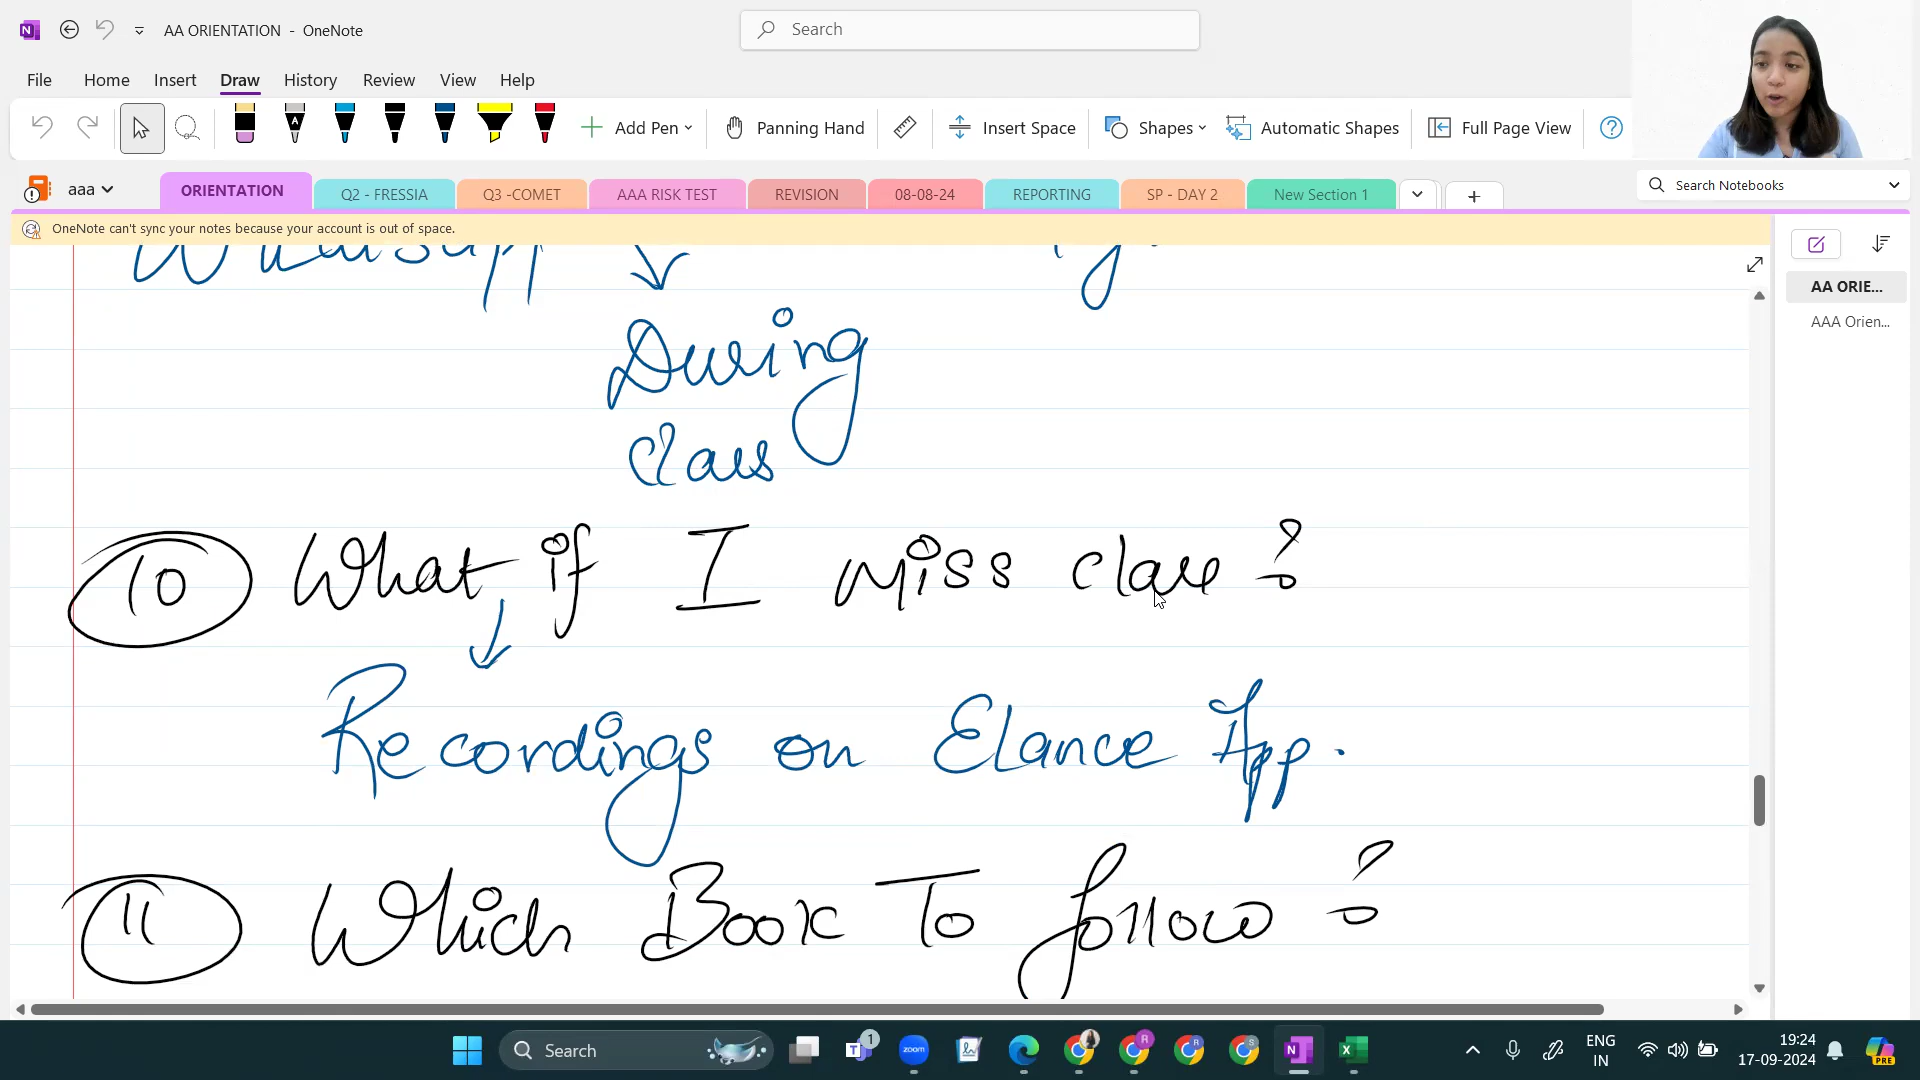 AA ORIENTATION - OneNote
Search
File Home Insert Draw History Review View Help
Add Pen Panning Hand Insert Space Shapes Automatic Shapes Full Page View
aaa ORIENTATION Q2 - FRESSIA Q3 -COMET AAA RISK TEST REVISION 08-08-24 REPORTING SP - DAY 2 New Section 1
Search Notebooks
OneNote can't sync your notes because your account is out of space.
AA ORIE...
AAA Orien...
Whatsapp
During
class
10 What if I miss class ?
Recordings on Elance App.
11 Which Book To follow ?
Search
1
zoom
ENG
IN
19:24
17-09-2024
PRE